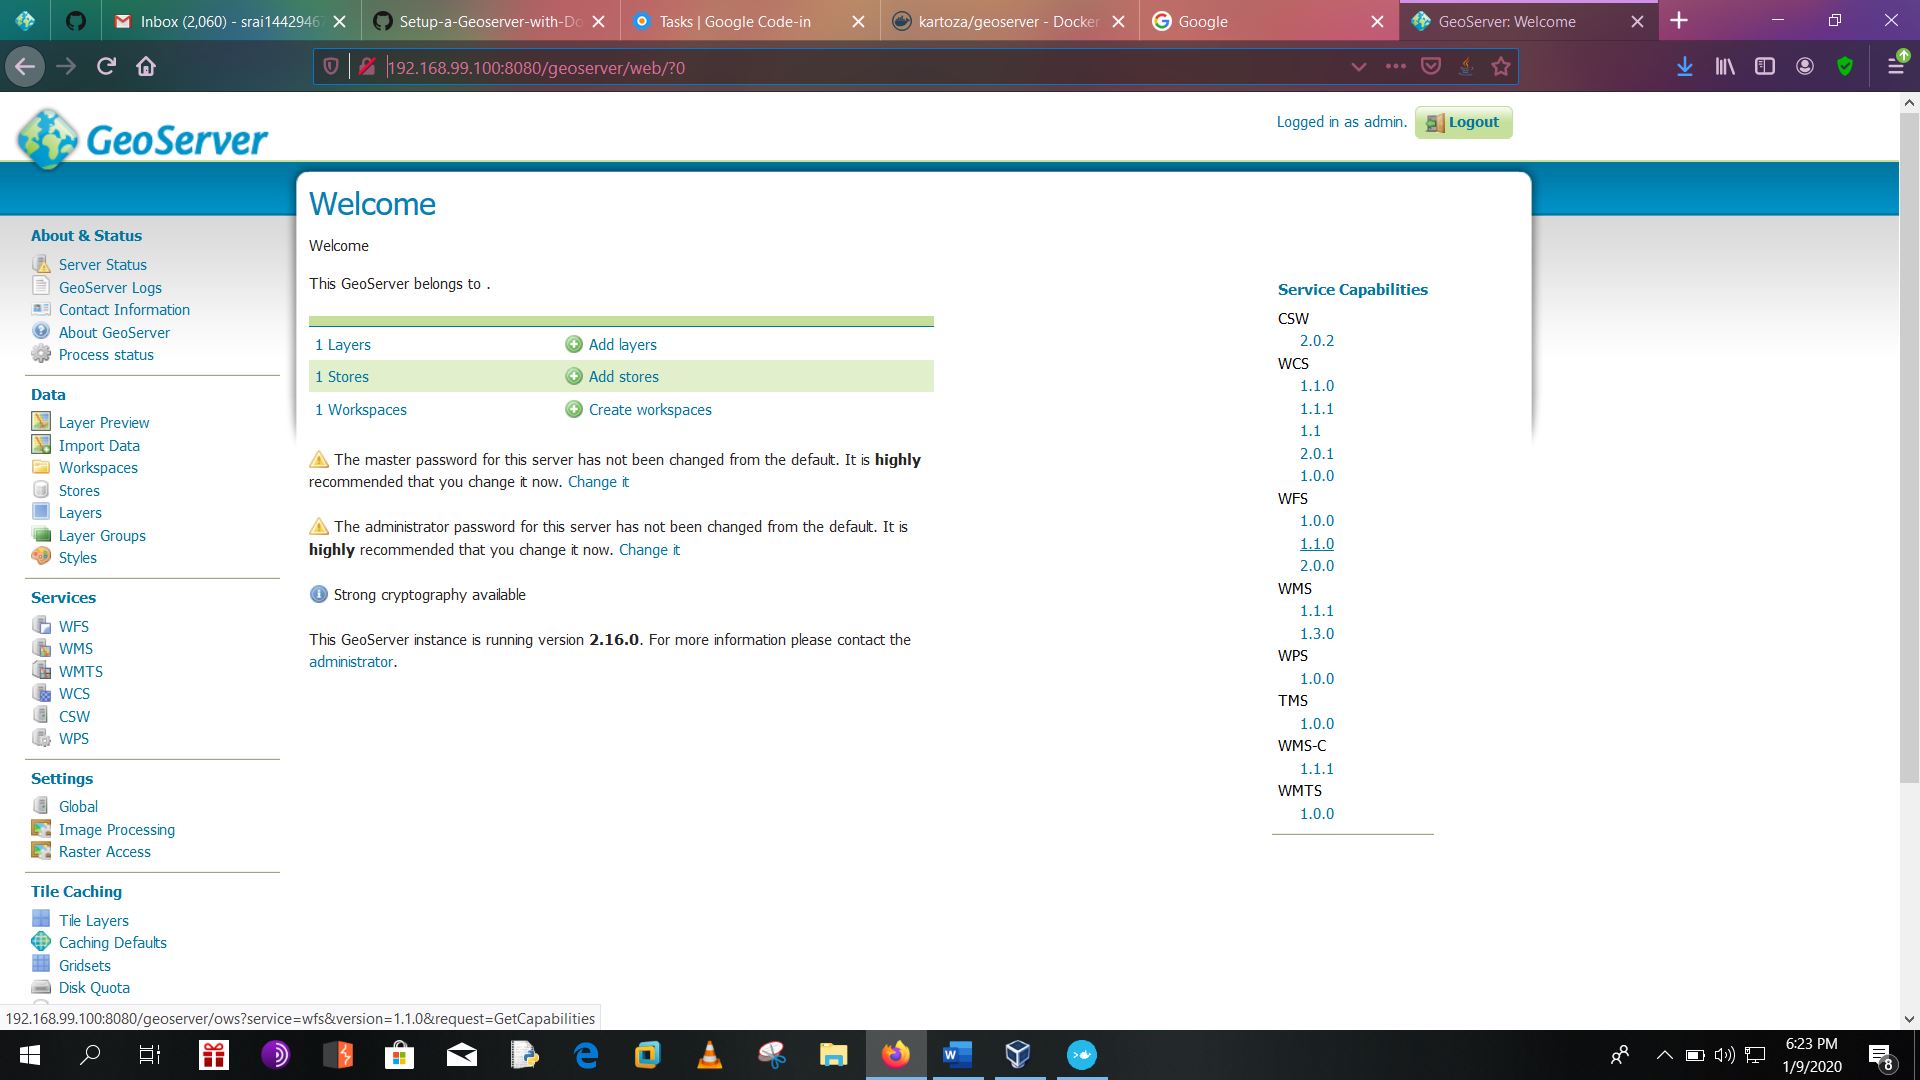 Inbox (2,060) - srai1442946
Setup-a-Geoserver-with-Do
Tasks | Google Code-in
kartoza/geoserver - Docker
Google
GeoServer: Welcome
192.168.99.100:8080/geoserver/web/?0
GeoServer
Logged in as admin.
Logout
Welcome
Welcome
This GeoServer belongs to .
1 Layers
Add layers
1 Stores
Add stores
1 Workspaces
Create workspaces
The master password for this server has not been changed from the default. It is highly
recommended that you change it now. Change it
The administrator password for this server has not been changed from the default. It is
highly recommended that you change it now. Change it
Strong cryptography available
This GeoServer instance is running version 2.16.0. For more information please contact the
administrator.
About & Status
Server Status
GeoServer Logs
Contact Information
About GeoServer
Process status
Data
Layer Preview
Import Data
Workspaces
Stores
Layers
Layer Groups
Styles
Services
WFS
WMS
WMTS
WCS
CSW
WPS
Settings
Global
Image Processing
Raster Access
Tile Caching
Tile Layers
Caching Defaults
Gridsets
Disk Quota
Service Capabilities
CSW
2.0.2
WCS
1.1.0
1.1.1
1.1
2.0.1
1.0.0
WFS
1.0.0
1.1.0
2.0.0
WMS
1.1.1
1.3.0
WPS
1.0.0
TMS
1.0.0
WMS-C
1.1.1
WMTS
1.0.0
192.168.99.100:8080/geoserver/ows?service=wfs&version=1.1.0&request=GetCapabilities
6:23 PM
1/9/2020
8